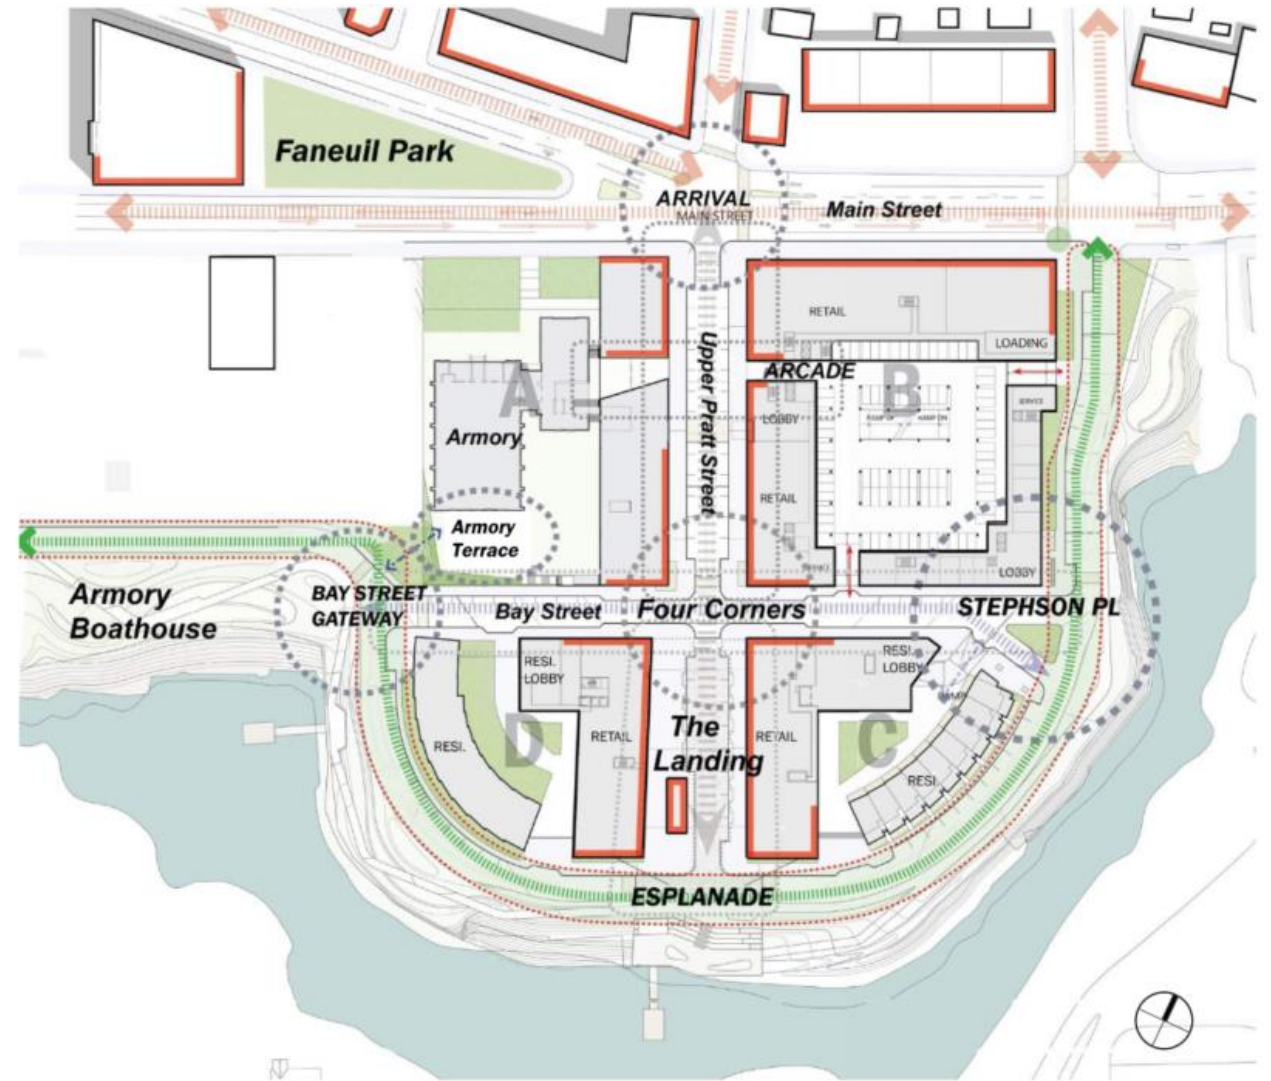 Faneuil Park
ARRIVAL
MAIN STREET
Main Street
RETAIL
LOADING
Upper Pratt Street
ARCADE
A
B
LOBBY
SERVICE
Armory
RETAIL
Armory
Terrace
LOBBY
Armory
Boathouse
BAY STREET
GATEWAY
Bay Street
Four Corners
STEPHSON PL
RESI.
LOBBY
RESI.
LOBBY
The
Landing
RESI.
D
RETAIL
RETAIL
C
RESI.
ESPLANADE